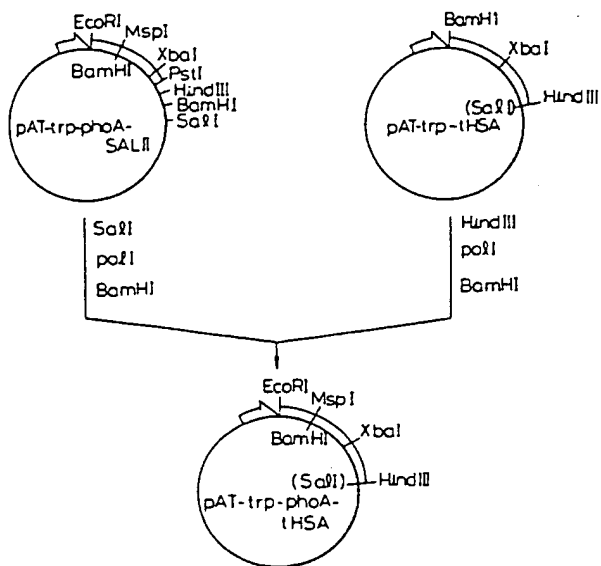 EcoRI
MspI
BamHI
XbaI
PstI
HindIII
BamHI
SalI
pAT-trp-phoA-
SALII
BamHI
XbaI
(SalI)
HindIII
pAT-trp-tHSA
SalI
polI
BamHI
HindIII
polI
BamHI
EcoRI
MspI
BamHI
XbaI
(SalI)
HindIII
pAT-trp-phoA-
tHSA